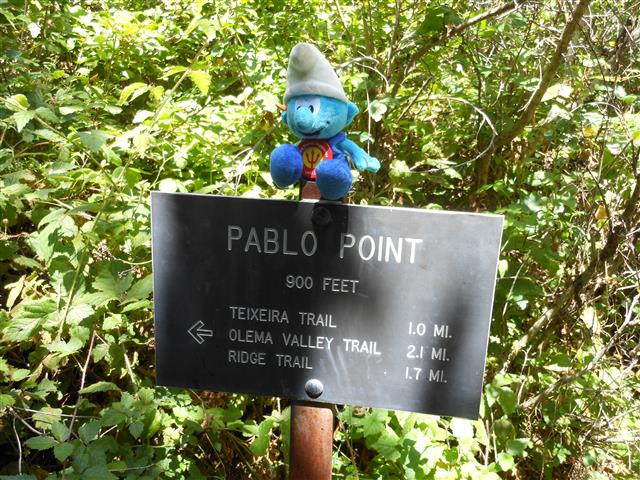 PABLO POINT
900 FEET
TEIXEIRA TRAIL 1.0 MI.
OLEMA VALLEY TRAIL 2.1 MI.
RIDGE TRAIL 1.7 MI.